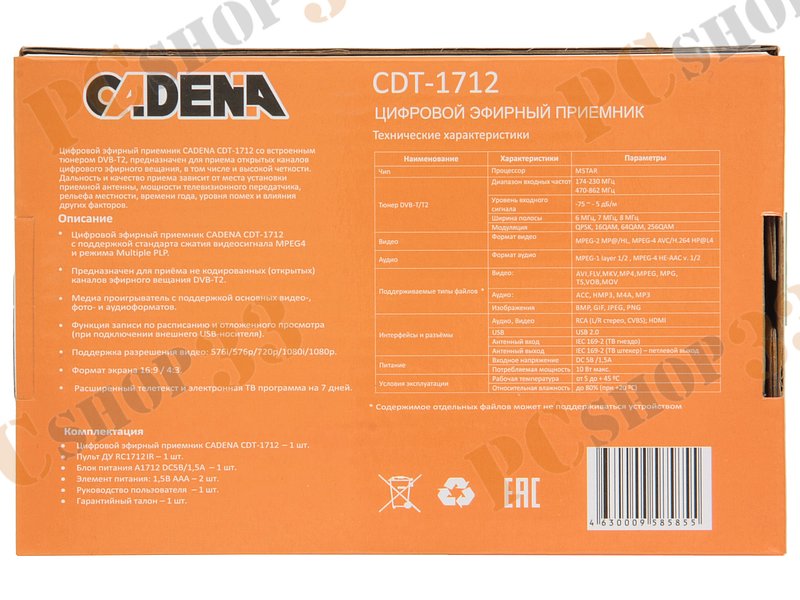 CADENA
Цифровой эфирный приемник CADENA CDT-1712 со встроенным
тюнером DVB-T2, предназначен для приема открытых каналов
цифрового эфирного вещания, в том числе и высокой четкости.
Дальность и качество приема зависит от места установки
приемной антенны, мощности телевизионного передатчика,
рельефа местности, времени года, уровня помех и влияния
других факторов.
Описание
• Цифровой эфирный приемник CADENA CDT-1712
с поддержкой стандарта сжатия видеосигнала MPEG4
и режима Multiple PLP.
• Предназначен для приёма не кодированных (открытых)
каналов эфирного вещания DVB-T2.
• Медиа проигрыватель с поддержкой основных видео-,
фото- и аудиформатов.
• Функция записи по расписанию и отложенного просмотра
(при подключении внешнего USB-носителя).
• Поддержка разрешения видео: 576i/576p/720p/1080i/1080p.
• Формат экрана 16:9 / 4:3.
• Расширенный телетекст и электронная ТВ программа на 7 дней.
Комплектация
• Цифровой эфирный приемник CADENA CDT-1712 – 1 шт.
• Пульт ДУ RC1712IR – 1 шт.
• Блок питания A1712 DC5В/1,5А – 1 шт.
• Элемент питания: 1,5В ААА – 2 шт.
• Руководство пользователя – 1 шт.
• Гарантийный талон – 1 шт.
CDT-1712
ЦИФРОВОЙ ЭФИРНЫЙ ПРИЕМНИК
Технические характеристики
Наименование Характеристики Параметры
Чип Процессор MSTAR
Тюнер DVB-T/T2 Диапазон входных частот 174-230 МГц
470-862 МГц
Уровень входного
сигнала -75 ~ - 5 дБ/м
Ширина полосы 6 МГц, 7 МГц, 8 МГц
Модуляция QPSK, 16QAM, 64QAM, 256QAM
Видео Формат видео MPEG-2 MP@/HL, MPEG-4 AVC/H.264 HP@L4
Аудио Формат аудио MPEG-1 layer 1/2 , MPEG-4 HE-AAC v. 1/2
Поддерживаемые типы файлов * Видео: AVI,FLV,MKV,MP4,MPEG, MPG,
TS,VOB,MOV
Аудио: ACC, HMP3, M4A, MP3
Изображения BMP, GIF, JPEG, PNG
Интерфейсы и разъёмы Аудио, Видео RCA (L/R стерео, CVBS); HDMI
USB USB 2.0
Антенный вход IEC 169-2 (ТВ гнездо)
Антенный выход IEC 169-2 (ТВ штекер) – петлевой выход
Питание Входное напряжение DC 5В /1,5А
Потребляемая мощность 10 Вт макс.
Условия эксплуатации Рабочая температура от 5 до + 45 ºС
Относительная влажность до 80% (при +20 ºС)
* Содержимое отдельных файлов может не поддерживаться устройством
EAC
4630009585855
PCSHOP33